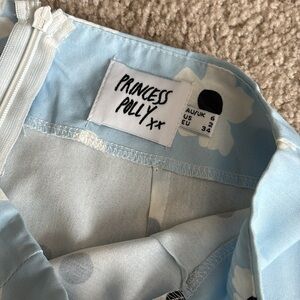 PRINCESS
POLLY
xx
AU/UK 6
US 2
EU 34